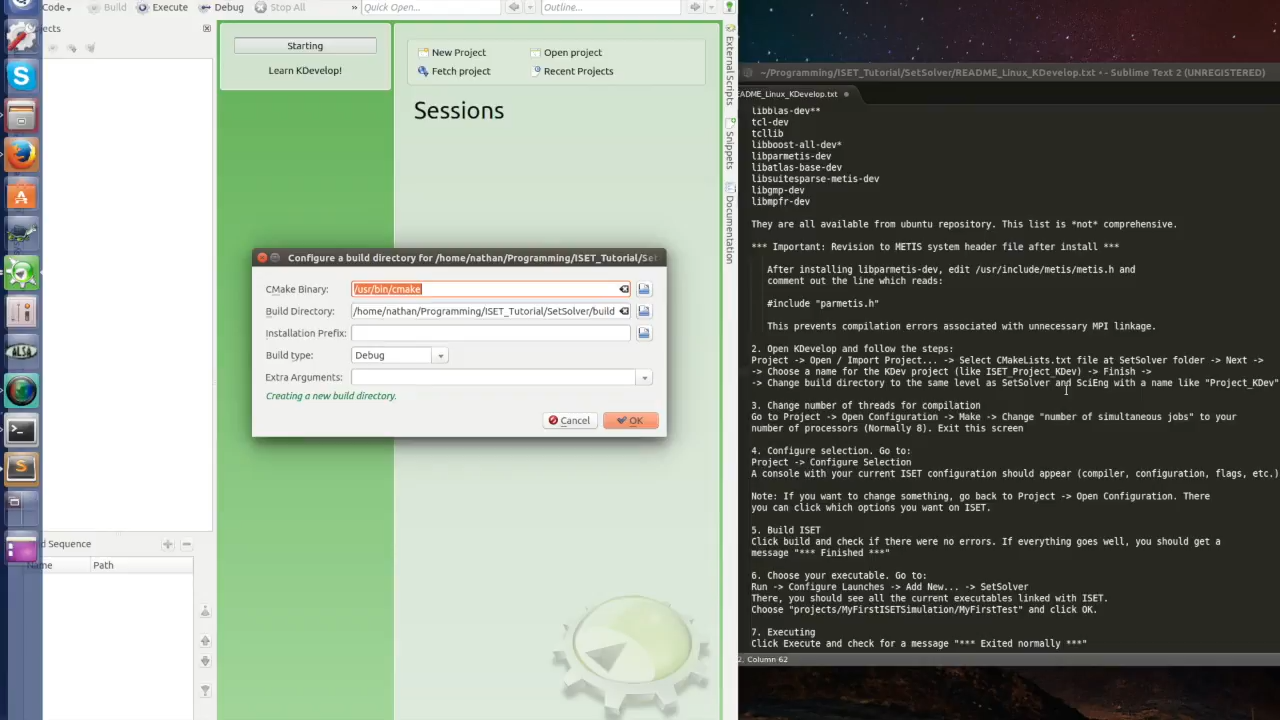 Code
Build
Execute
Debug
Stop All
»
Quick Open...
Outline...
Starting
Learn KDevelop!
New Project
Open project
Fetch project
Recent Projects
Sessions
External Scripts
Snippets
Documentation
Configure a build directory for /home/nathan/Programming/ISET_Tutorial/Set
CMake Binary:
/usr/bin/cmake
Build Directory:
/home/nathan/Programming/ISET_Tutorial/SetSolver/build
Installation Prefix:
Build type:
Debug
Extra Arguments:
Creating a new build directory.
Cancel
OK
d Sequence
Name
Path
~/Programming/ISET_Tutorial/SetSolver/README_Linux_KDevelop.txt • - Sublime Text 2 (UNREGISTERED)
ADME_Linux_KDevelop.txt
libblas-dev**
tcl-dev
tcllib
libboost-all-dev*
libparmetis-dev
libatlas-base-dev
libsuitesparse-metis-dev
libgmp-dev
libmpfr-dev
They are all available from Ubuntu repository. This list is *not* comprehensive.
*** Important: Revision to METIS system header file after install ***
After installing libparmetis-dev, edit /usr/include/metis/metis.h and
comment out the line which reads:
#include "parmetis.h"
This prevents compilation errors associated with unnecessary MPI linkage.
2. Open KDevelop and follow the steps:
Project -> Open / Import Project... -> Select CMakeLists.txt file at SetSolver folder -> Next ->
-> Choose a name for the KDev project (like ISET_Project_KDev) -> Finish ->
-> Change build directory to the same level as SetSolver and SciEng with a name like "Project_KDev"
3. Change number of threads for compilation
Go to Project -> Open Configuration -> Make -> Change "number of simultaneous jobs" to your
number of processors (Normally 8). Exit this screen
4. Configure selection. Go to:
Project -> Configure Selection
A console with your current ISET configuration should appear (compiler, configuration, flags, etc.)
Note: If you want to change something, go back to Project -> Open Configuration. There
you can click which options you want on ISET.
5. Build ISET
Click build and check if there were no errors. If everything goes well, you should get a
message "*** Finished ***"
6. Choose your executable. Go to:
Run -> Configure Launches -> Add New... -> SetSolver
There, you should see all the current executables linked with ISET.
Choose "projects/MyFirstISETSimulation/MyFirstTest" and click OK.
7. Executing
Click Execute and check for a message "*** Exited normally ***"
2, Column 62